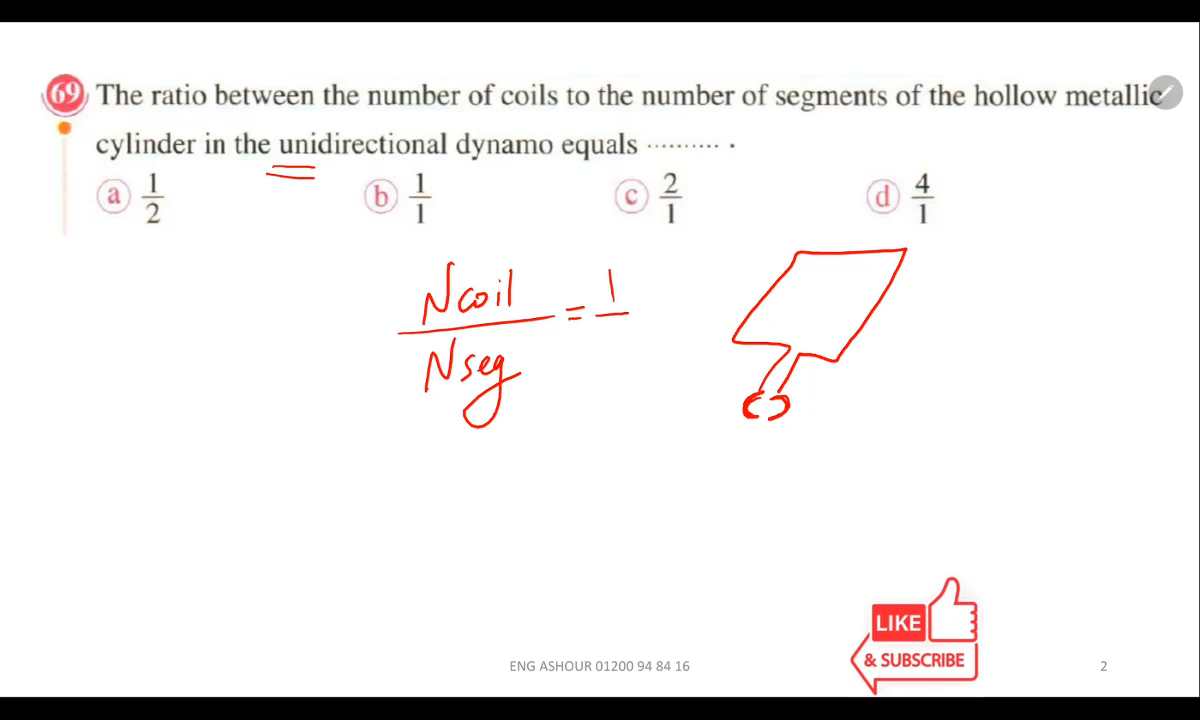 69 The ratio between the number of coils to the number of segments of the hollow metallic
cylinder in the unidirectional dynamo equals ·········· .
a 1/2 b 1/1 c 2/1 d 4/1
N coil / N seg = 1/
LIKE
& SUBSCRIBE
ENG ASHOUR 01200 94 84 16
2